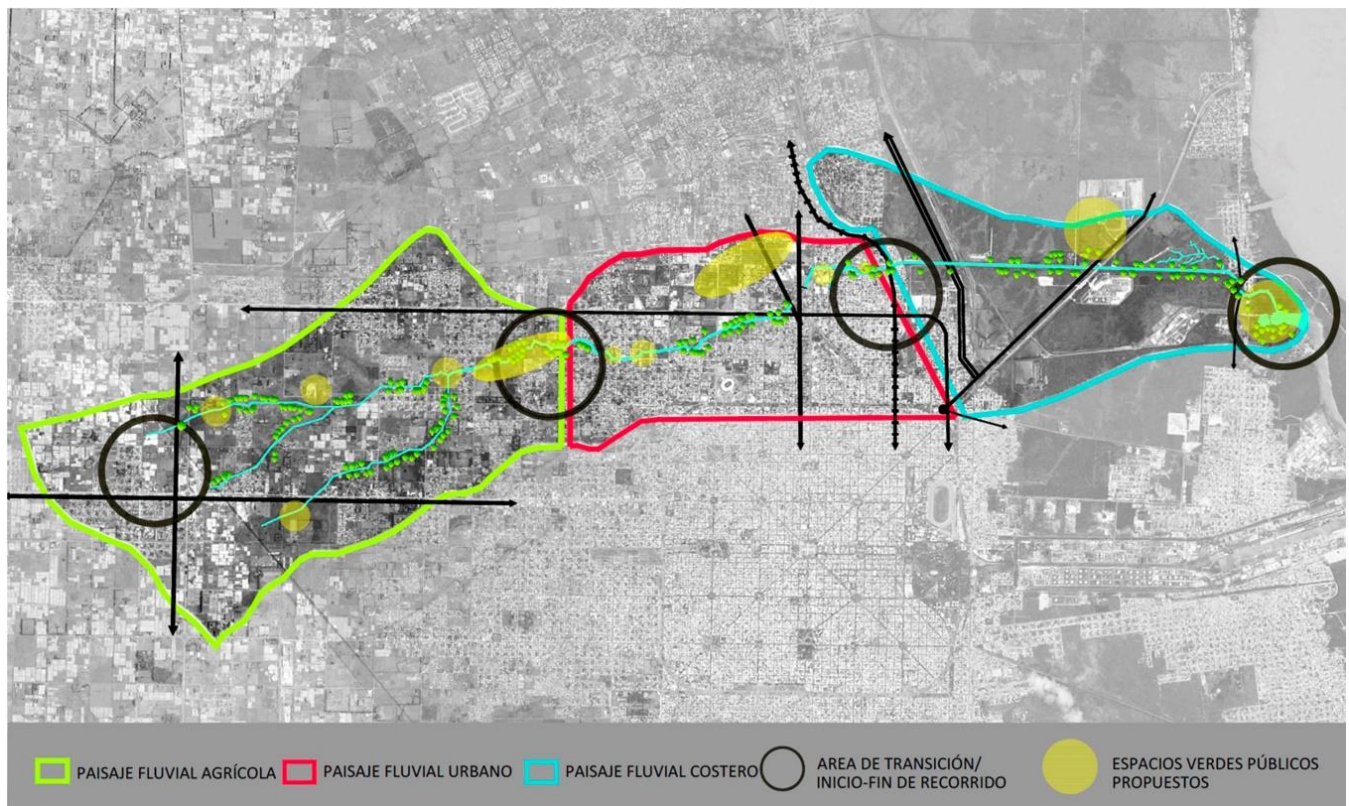 PAISAJE FLUVIAL AGRÍCOLA
PAISAJE FLUVIAL URBANO
PAISAJE FLUVIAL COSTERO
AREA DE TRANSICIÓN/
INICIO-FIN DE RECORRIDO
ESPACIOS VERDES PÚBLICOS
PROPUESTOS